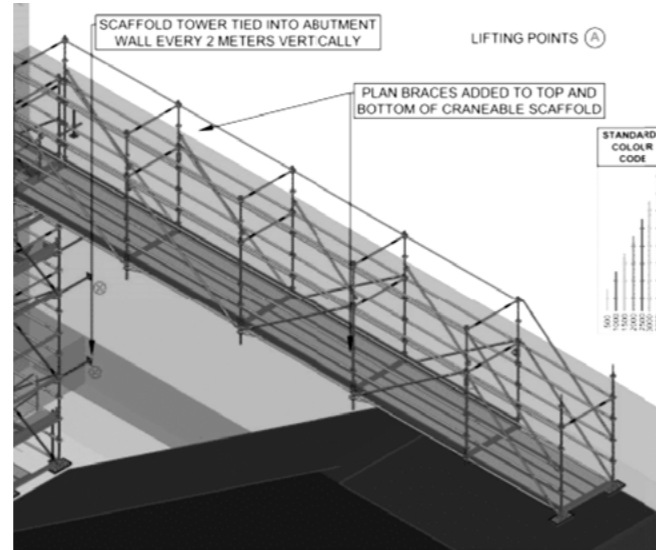 SCAFFOLD TOWER TIED INTO ABUTMENT
WALL EVERY 2 METERS VERTICALLY
LIFTING POINTS A
PLAN BRACES ADDED TO TOP AND
BOTTOM OF CRANEABLE SCAFFOLD
STANDARD
COLOUR
CODE
500
1000
1500
2000
2500
3000